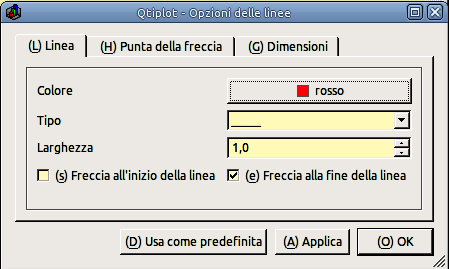 Qtiplot - Opzioni delle linee
(L) Linea (H) Punta della freccia (G) Dimensioni
Colore rosso
Tipo
Larghezza 1,0
(s) Freccia all'inizio della linea (e) Freccia alla fine della linea
(D) Usa come predefinita (A) Applica (O) OK